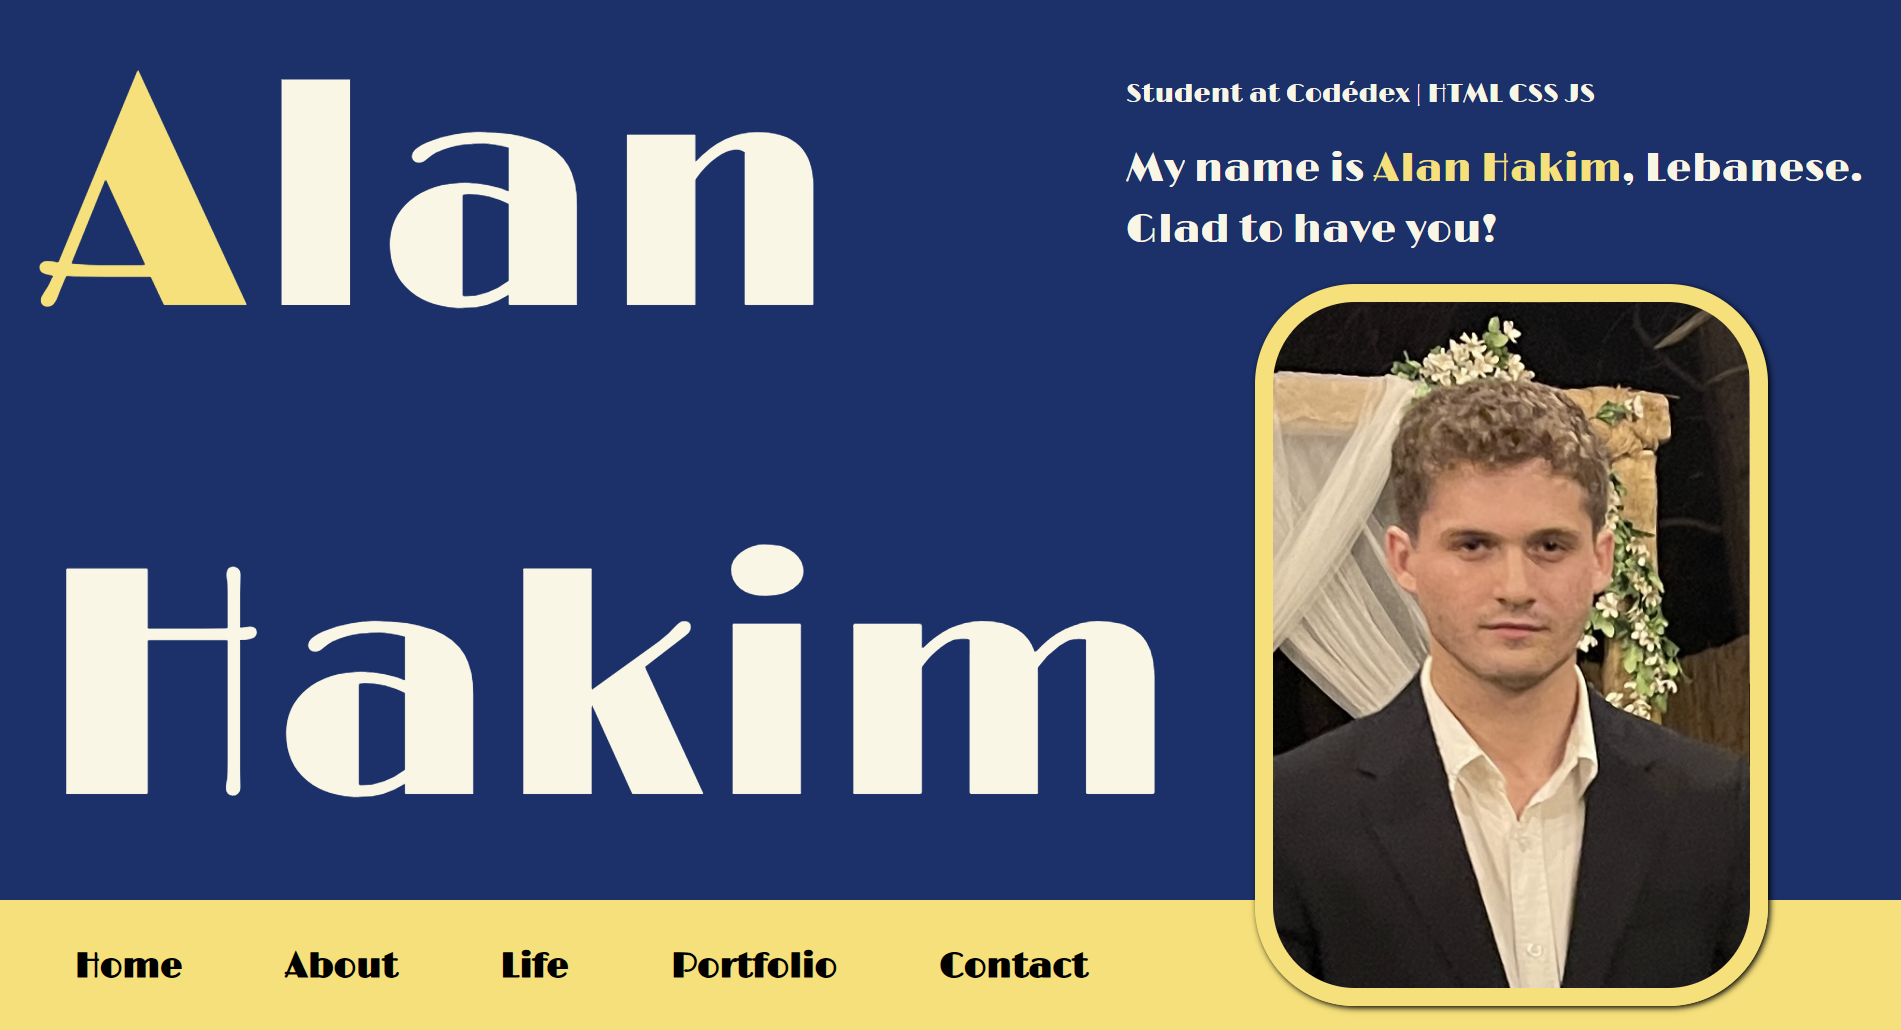 Alan
Hakim
Student at Codédex | HTML CSS JS
My name is Alan Hakim, Lebanese.
Glad to have you!
Home About Life Portfolio Contact